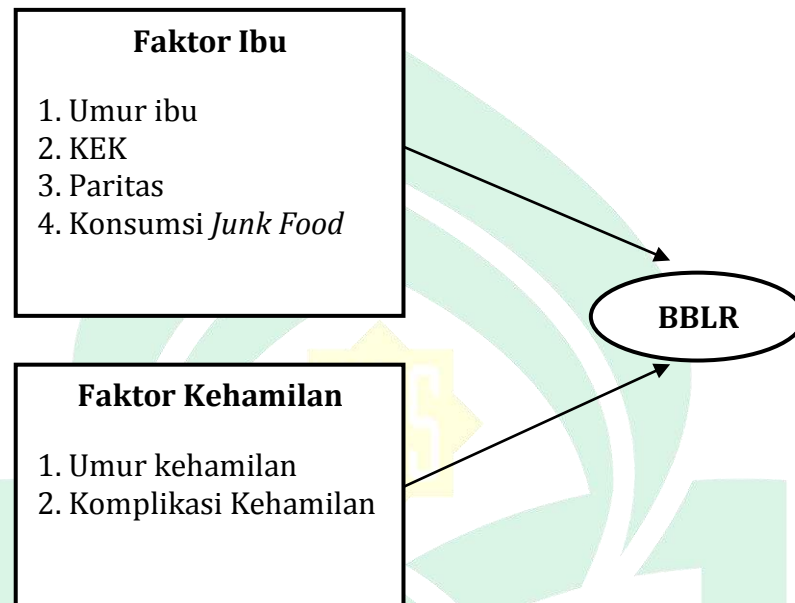 Faktor Ibu
1. Umur ibu
2. KEK
3. Paritas
4. Konsumsi Junk Food
BBLR
Faktor Kehamilan
1. Umur kehamilan
2. Komplikasi Kehamilan